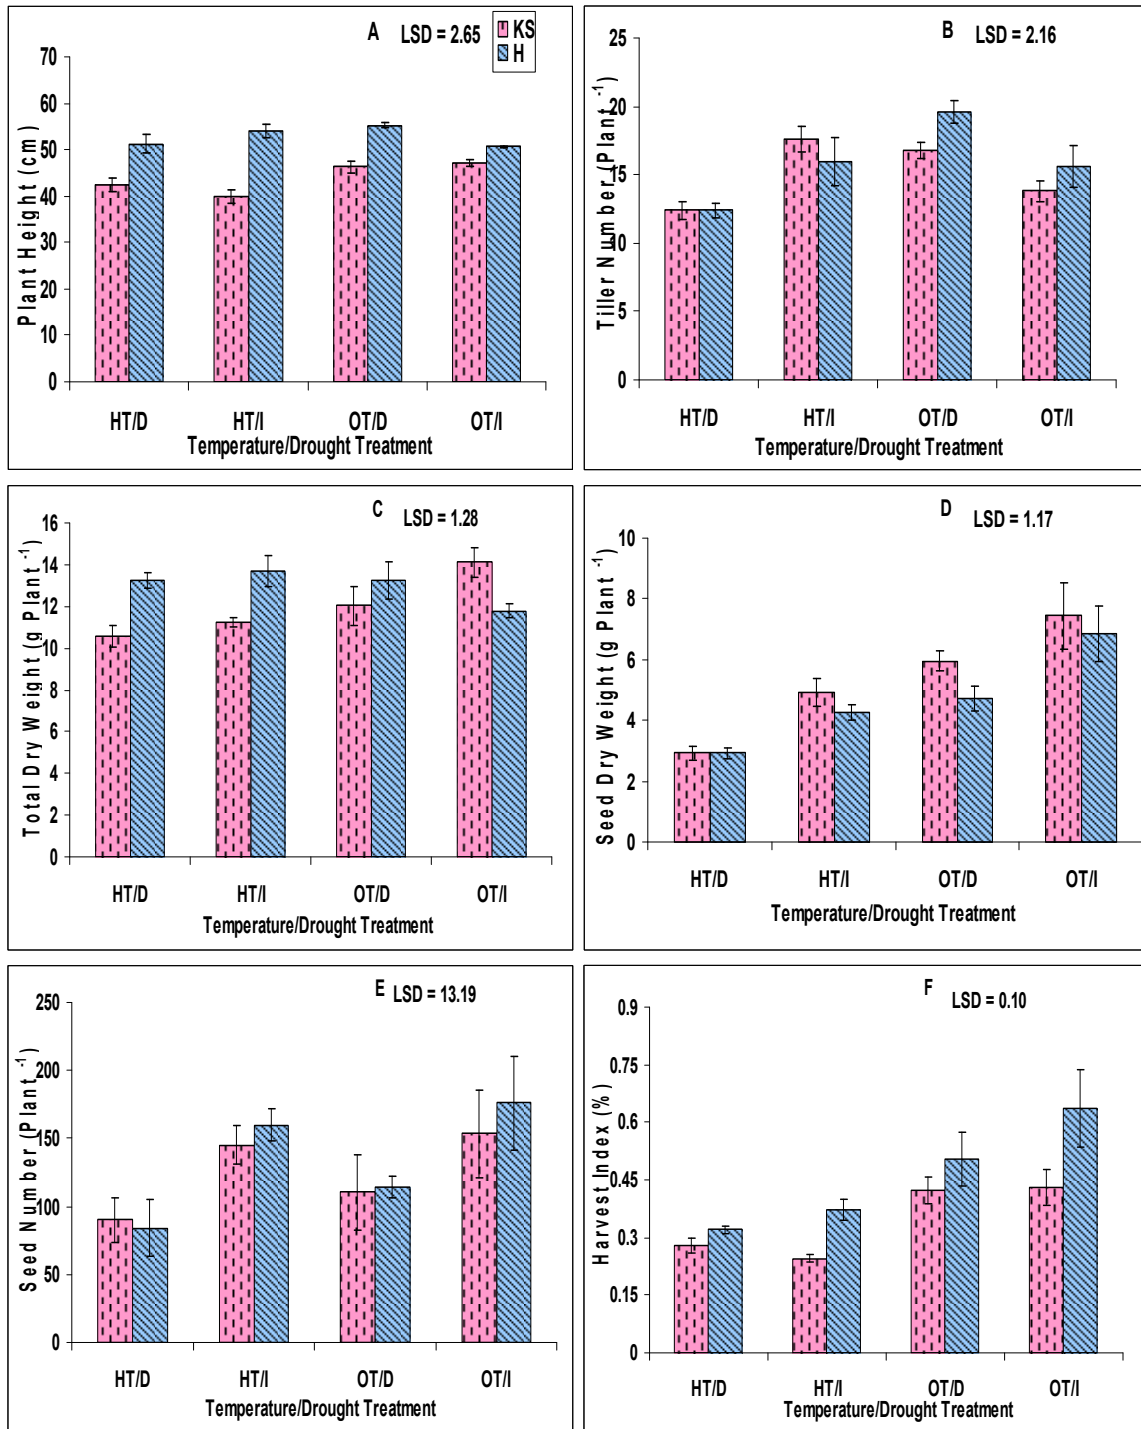 A LSD = 2.65
KS
H
Plant Height (cm)
70
60
50
40
30
20
10
0
HT/D HT/I OT/D OT/I
Temperature/Drought Treatment
B LSD = 2.16
Tiller Number (Plant -1)
25
20
15
10
5
0
HT/D HT/I OT/D OT/I
Temperature/Drought Treatment
C LSD = 1.28
Total Dry Weight (g Plant -1)
16
14
12
10
8
6
4
2
0
HT/D HT/I OT/D OT/I
Temperature/Drought Treatment
D LSD = 1.17
Seed Dry Weight (g Plant -1)
10
8
6
4
2
0
HT/D HT/I OT/D OT/I
Temperature/Drought Treatment
E LSD = 13.19
Seed Number (Plant -1)
250
200
150
100
50
0
HT/D HT/I OT/D OT/I
Temperature/Drought Treatment
F LSD = 0.10
Harvest Index (%)
0.9
0.75
0.6
0.45
0.3
0.15
0
HT/D HT/I OT/D OT/I
Temperature/Drought Treatment